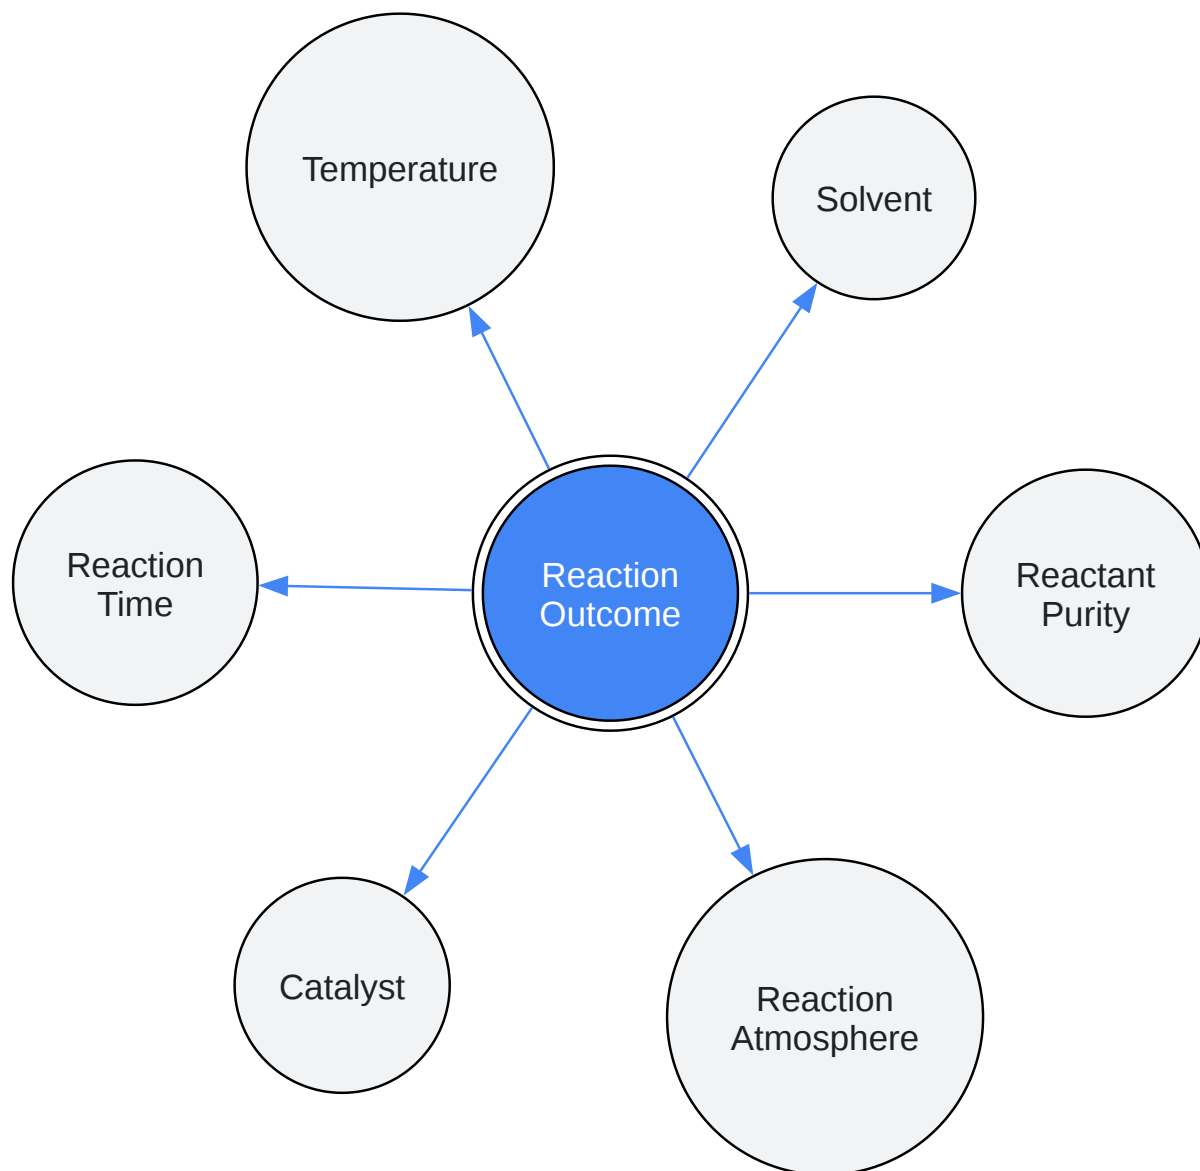 Temperature
Solvent
Reaction
Time
Reaction
Outcome
Reactant
Purity
Catalyst
Reaction
Atmosphere